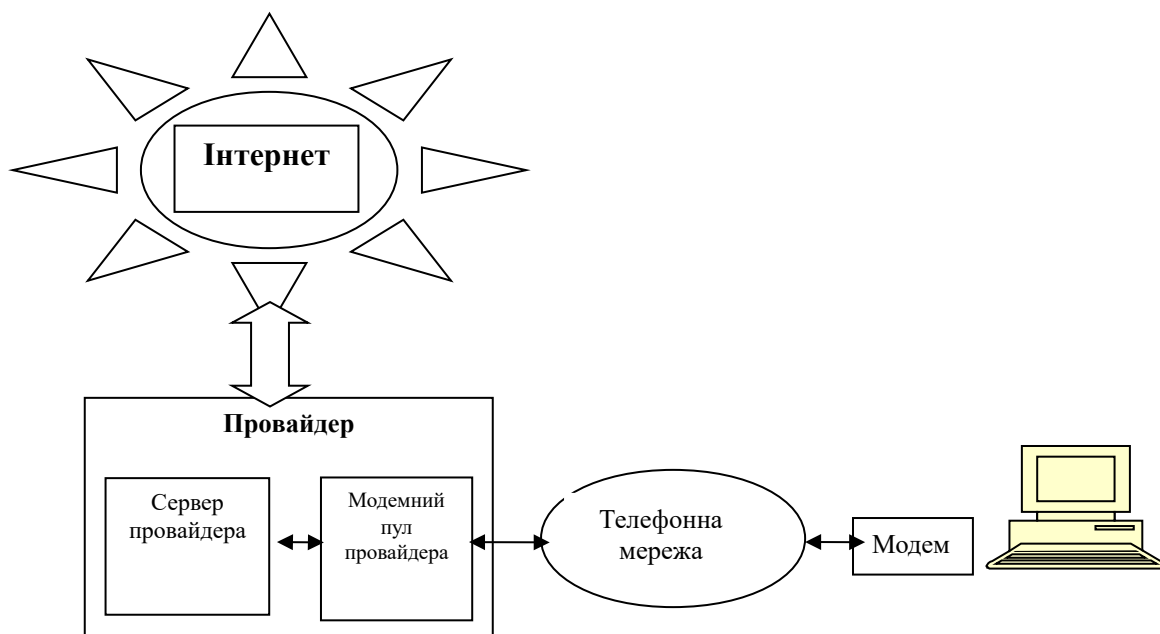 Інтернет
Провайдер
Сервер
провайдера
Модемний
пул
провайдера
Телефонна
мережа
Модем